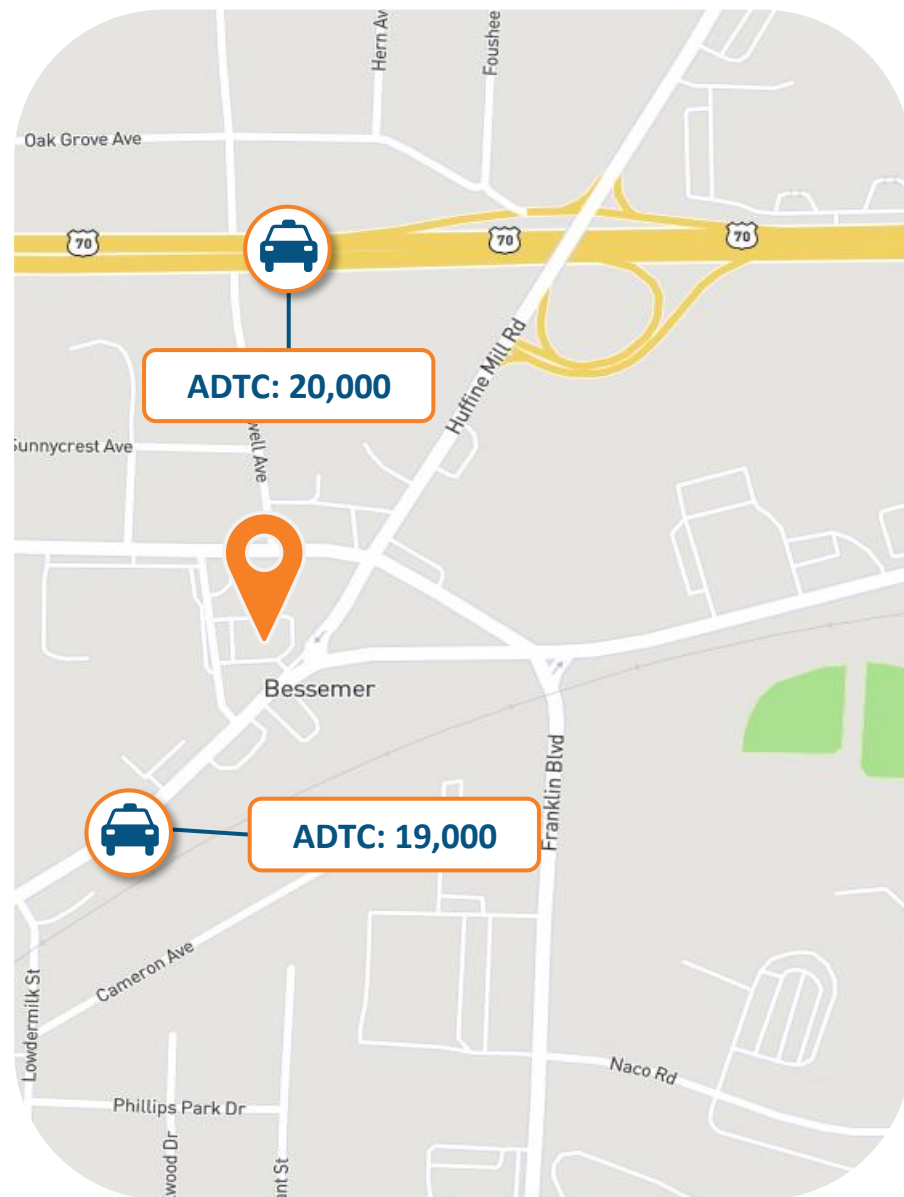 Hern Av
Foushee
Oak Grove Ave
70
70
70
ADTC: 20,000
Huffine Mill Rd
Sunnycrest Ave
well Ave
Bessemer
Franklin Blvd
ADTC: 19,000
Cameron Ave
Lowdermilk St
Naco Rd
Phillips Park Dr
wood Dr
ant St